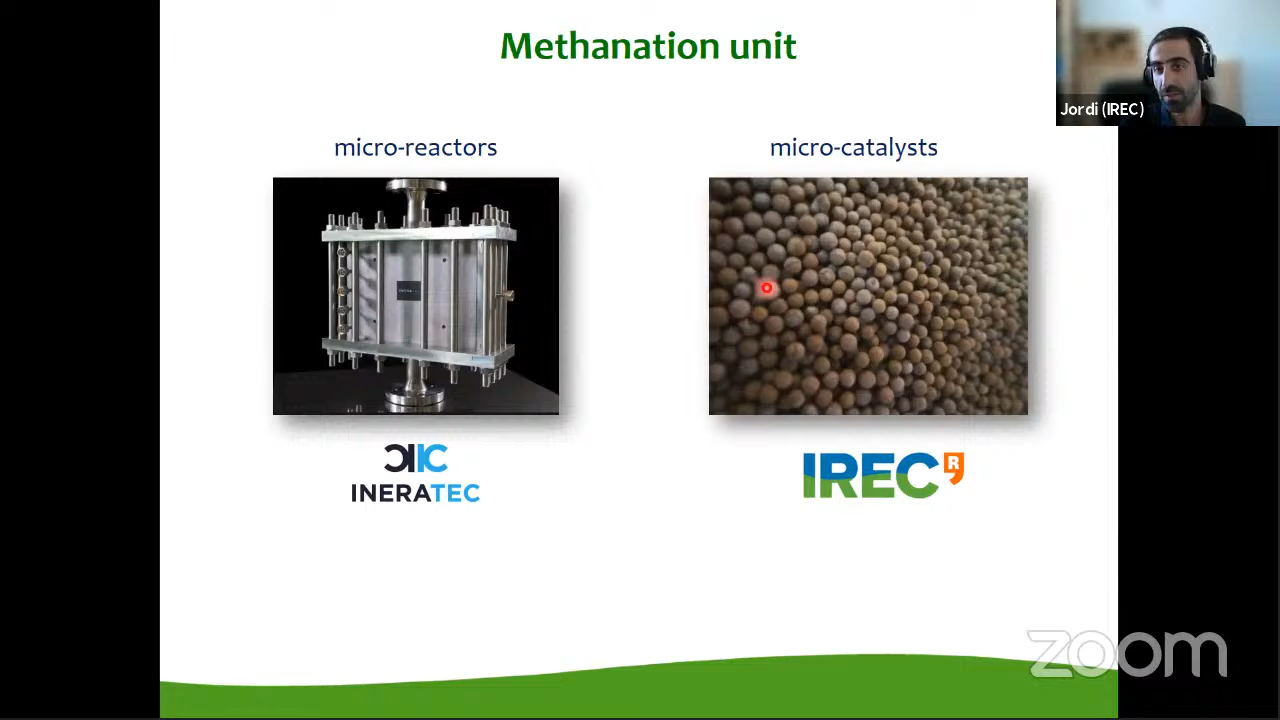 Methanation unit
Jordi (IREC)
micro-reactors
micro-catalysts
INERATEC
IREC
R
zoom